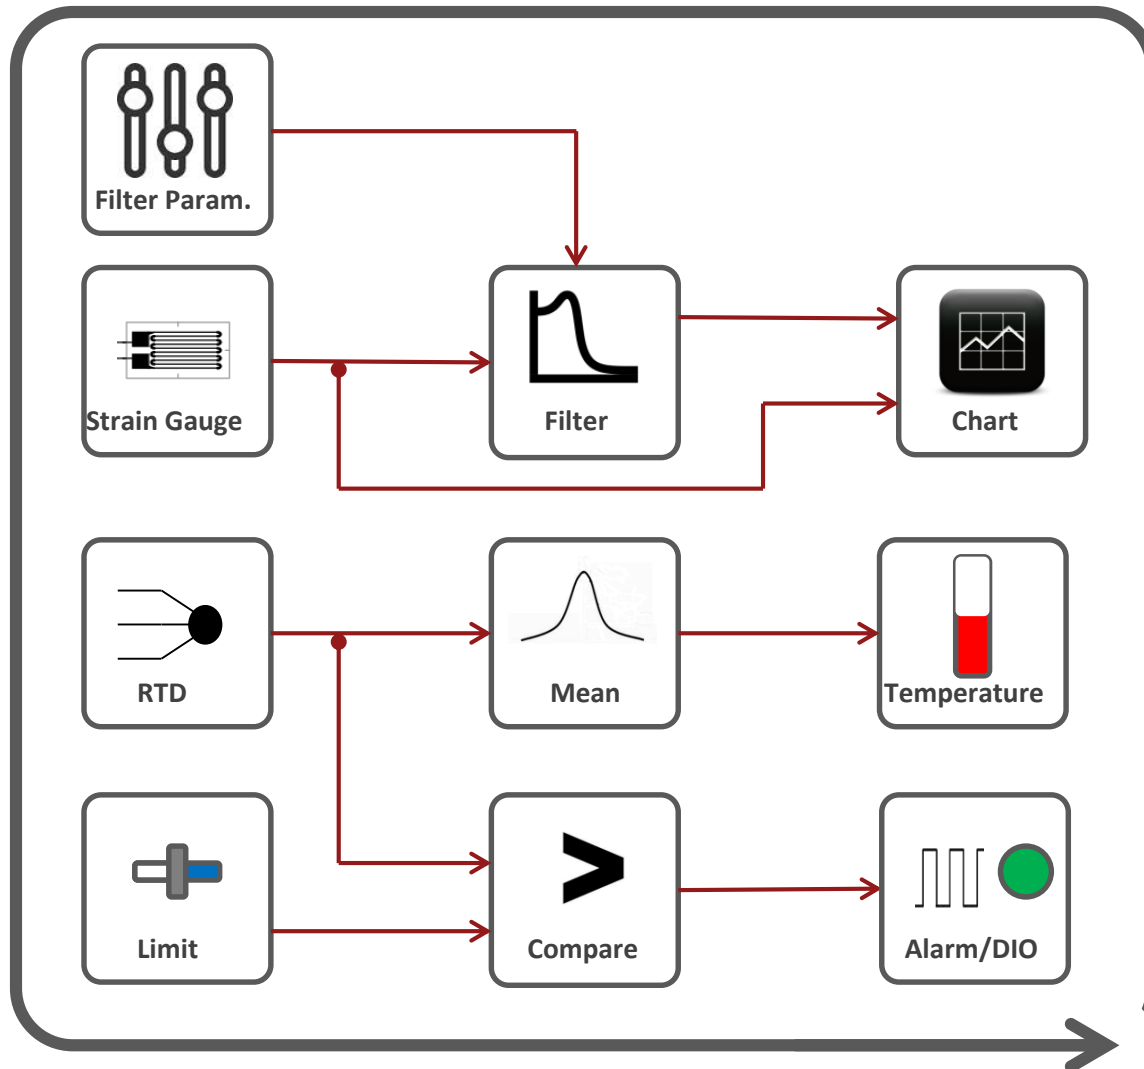 Filter Param.
Strain Gauge
Filter
Chart
RTD
Mean
Temperature
Limit
Compare
Alarm/DIO